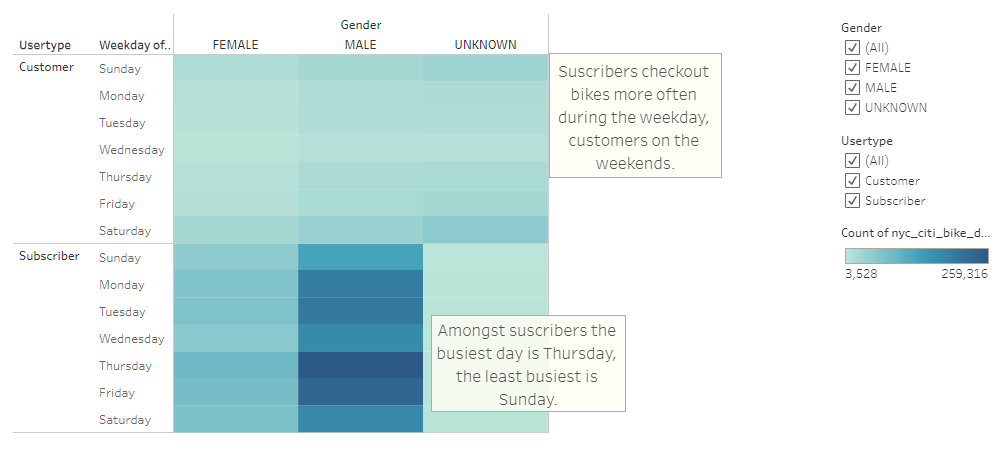 Gender
Usertype Weekday of.. FEMALE MALE UNKNOWN
Customer Sunday
Monday
Tuesday
Wednesday
Thursday
Friday
Saturday
Subscriber Sunday
Monday
Tuesday
Wednesday
Thursday
Friday
Saturday
Suscribers checkout
bikes more often
during the weekday,
customers on the
weekends.
Amongst suscribers the
busiest day is Thursday,
the least busiest is
Sunday.
Gender
(All)
FEMALE
MALE
UNKNOWN
Usertype
(All)
Customer
Subscriber
Count of nyc_citi_bike_d...
3,528 259,316